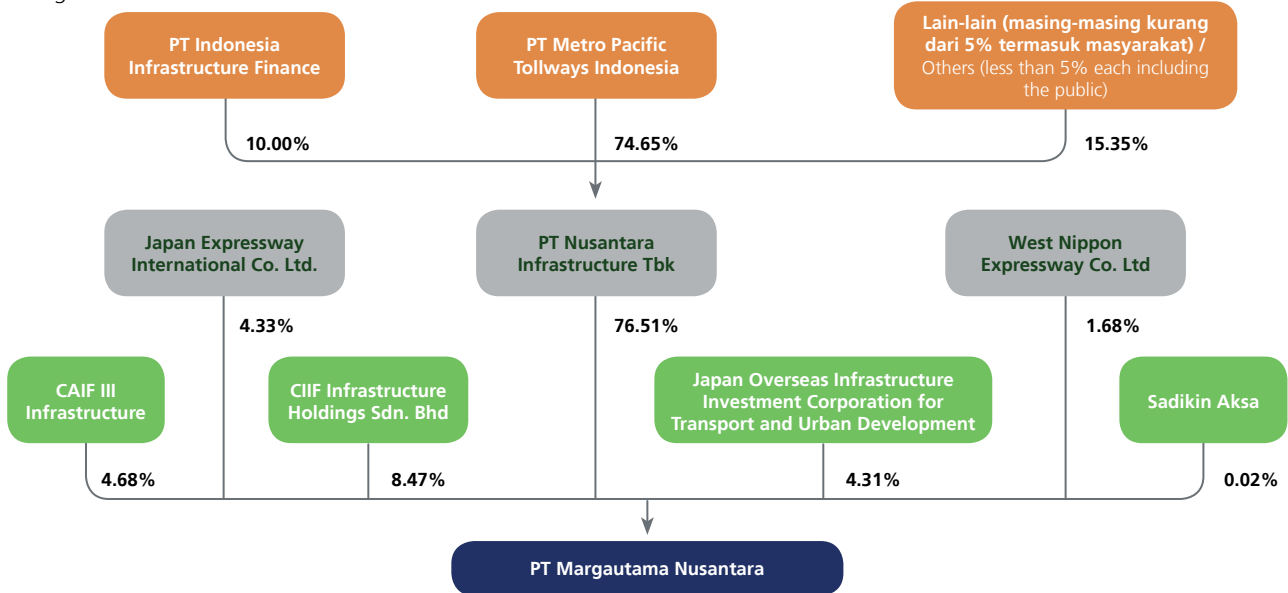 PT Indonesia
Infrastructure Finance
PT Metro Pacific
Tollways Indonesia
Lain-lain (masing-masing kurang
dari 5% termasuk masyarakat) /
Others (less than 5% each including
the public)
10.00%
74.65%
15.35%
Japan Expressway
International Co. Ltd.
PT Nusantara
Infrastructure Tbk
West Nippon
Expressway Co. Ltd
4.33%
76.51%
1.68%
CAIF III
Infrastructure
CIIF Infrastructure
Holdings Sdn. Bhd
Japan Overseas Infrastructure
Investment Corporation for
Transport and Urban Development
Sadikin Aksa
4.68%
8.47%
4.31%
0.02%
PT Margautama Nusantara